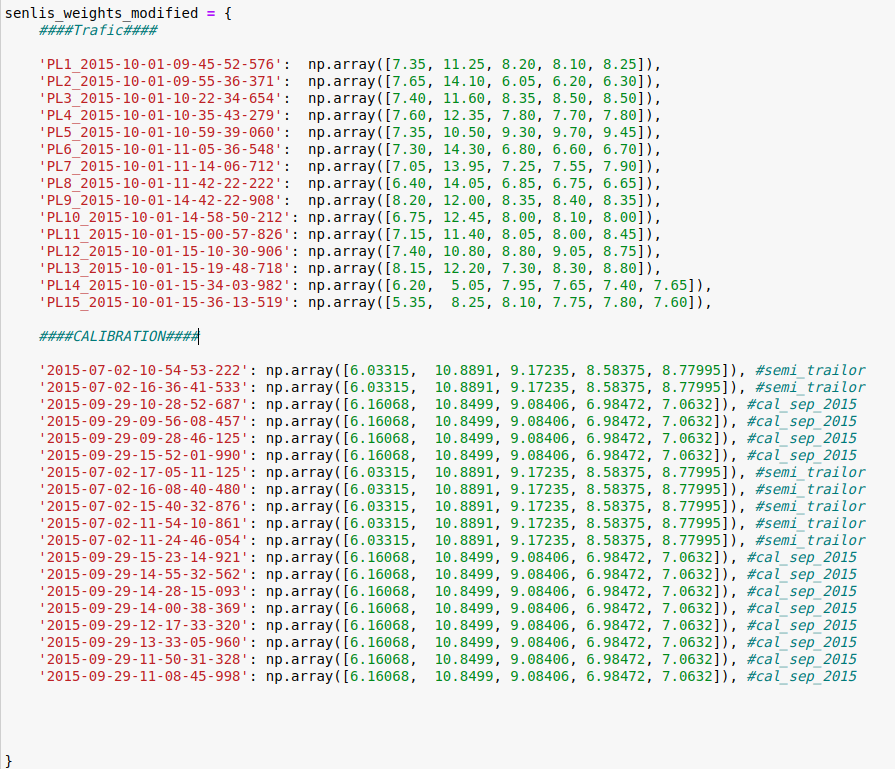 senlis_weights_modified = {
    ####Trafic####

    'PL1_2015-10-01-09-45-52-576':  np.array([7.35, 11.25, 8.20, 8.10, 8.25]),
    'PL2_2015-10-01-09-55-36-371':  np.array([7.65, 14.10, 6.05, 6.20, 6.30]),
    'PL3_2015-10-01-10-22-34-654':  np.array([7.40, 11.60, 8.35, 8.50, 8.50]),
    'PL4_2015-10-01-10-35-43-279':  np.array([7.60, 12.35, 7.80, 7.70, 7.80]),
    'PL5_2015-10-01-10-59-39-060':  np.array([7.35, 10.50, 9.30, 9.70, 9.45]),
    'PL6_2015-10-01-11-05-36-548':  np.array([7.30, 14.30, 6.80, 6.60, 6.70]),
    'PL7_2015-10-01-11-14-06-712':  np.array([7.05, 13.95, 7.25, 7.55, 7.90]),
    'PL8_2015-10-01-11-42-22-222':  np.array([6.40, 14.05, 6.85, 6.75, 6.65]),
    'PL9_2015-10-01-14-42-22-908':  np.array([8.20, 12.00, 8.35, 8.40, 8.35]),
    'PL10_2015-10-01-14-58-50-212': np.array([6.75, 12.45, 8.00, 8.10, 8.00]),
    'PL11_2015-10-01-15-00-57-826': np.array([7.15, 11.40, 8.05, 8.00, 8.45]),
    'PL12_2015-10-01-15-10-30-906': np.array([7.40, 10.80, 8.80, 9.05, 8.75]),
    'PL13_2015-10-01-15-19-48-718': np.array([8.15, 12.20, 7.30, 8.30, 8.80]),
    'PL14_2015-10-01-15-34-03-982': np.array([6.20,  5.05, 7.95, 7.65, 7.40, 7.65]),
    'PL15_2015-10-01-15-36-13-519': np.array([5.35,  8.25, 8.10, 7.75, 7.80, 7.60]),

    ####CALIBRATION####

    '2015-07-02-10-54-53-222': np.array([6.03315,  10.8891, 9.17235, 8.58375, 8.77995]), #semi_trailor
    '2015-07-02-16-36-41-533': np.array([6.03315,  10.8891, 9.17235, 8.58375, 8.77995]), #semi_trailor
    '2015-09-29-10-28-52-687': np.array([6.16068,  10.8499, 9.08406, 6.98472, 7.0632]), #cal_sep_2015
    '2015-09-29-09-56-08-457': np.array([6.16068,  10.8499, 9.08406, 6.98472, 7.0632]), #cal_sep_2015
    '2015-09-09-09-28-46-125': np.array([6.16068,  10.8499, 9.08406, 6.98472, 7.0632]), #cal_sep_2015
    '2015-09-29-15-52-01-990': np.array([6.16068,  10.8499, 9.08406, 6.98472, 7.0632]), #cal_sep_2015
    '2015-07-02-17-05-11-125': np.array([6.03315,  10.8891, 9.17235, 8.58375, 8.77995]), #semi_trailor
    '2015-07-02-16-08-40-480': np.array([6.03315,  10.8891, 9.17235, 8.58375, 8.77995]), #semi_trailor
    '2015-07-02-15-40-32-876': np.array([6.03315,  10.8891, 9.17235, 8.58375, 8.77995]), #semi_trailor
    '2015-07-02-11-54-10-861': np.array([6.03315,  10.8891, 9.17235, 8.58375, 8.77995]), #semi_trailor
    '2015-07-02-11-24-46-054': np.array([6.03315,  10.8891, 9.17235, 8.58375, 8.77995]), #semi_trailor
    '2015-09-29-15-23-14-921': np.array([6.16068,  10.8499, 9.08406, 6.98472, 7.0632]), #cal_sep_2015
    '2015-09-29-14-55-32-562': np.array([6.16068,  10.8499, 9.08406, 6.98472, 7.0632]), #cal_sep_2015
    '2015-09-29-14-28-15-093': np.array([6.16068,  10.8499, 9.08406, 6.98472, 7.0632]), #cal_sep_2015
    '2015-09-29-14-00-38-369': np.array([6.16068,  10.8499, 9.08406, 6.98472, 7.0632]), #cal_sep_2015
    '2015-09-29-12-17-33-320': np.array([6.16068,  10.8499, 9.08406, 6.98472, 7.0632]), #cal_sep_2015
    '2015-09-29-13-33-05-960': np.array([6.16068,  10.8499, 9.08406, 6.98472, 7.0632]), #cal_sep_2015
    '2015-09-29-11-50-31-328': np.array([6.16068,  10.8499, 9.08406, 6.98472, 7.0632]), #cal_sep_2015
    '2015-09-29-11-08-45-998': np.array([6.16068,  10.8499, 9.08406, 6.98472, 7.0632]), #cal_sep_2015

}